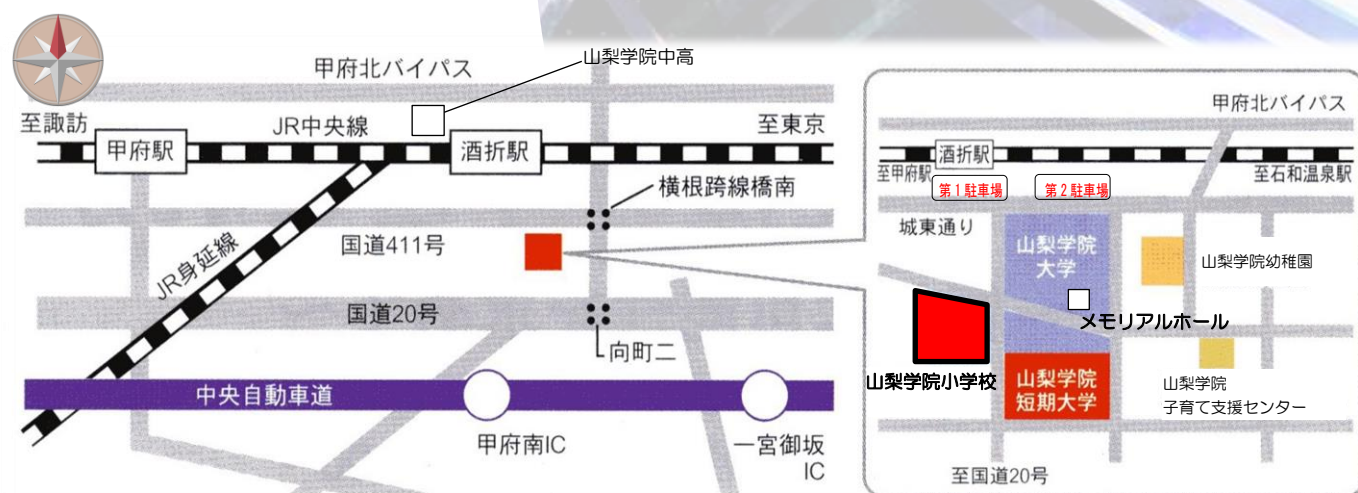 山梨学院中高
甲府北バイパス
至諏訪
JR中央線
至東京
甲府駅
酒折駅
横根跨線橋南
国道411号
JR身延線
国道20号
向町二
中央自動車道
甲府南IC
一宮御坂
IC
甲府北バイパス
酒折駅
至甲府駅
至石和温泉駅
第1駐車場
第2駐車場
城東通り
山梨学院
大学
山梨学院幼稚園
メモリアルホール
山梨学院小学校
山梨学院
短期大学
山梨学院
子育て支援センター
至国道20号